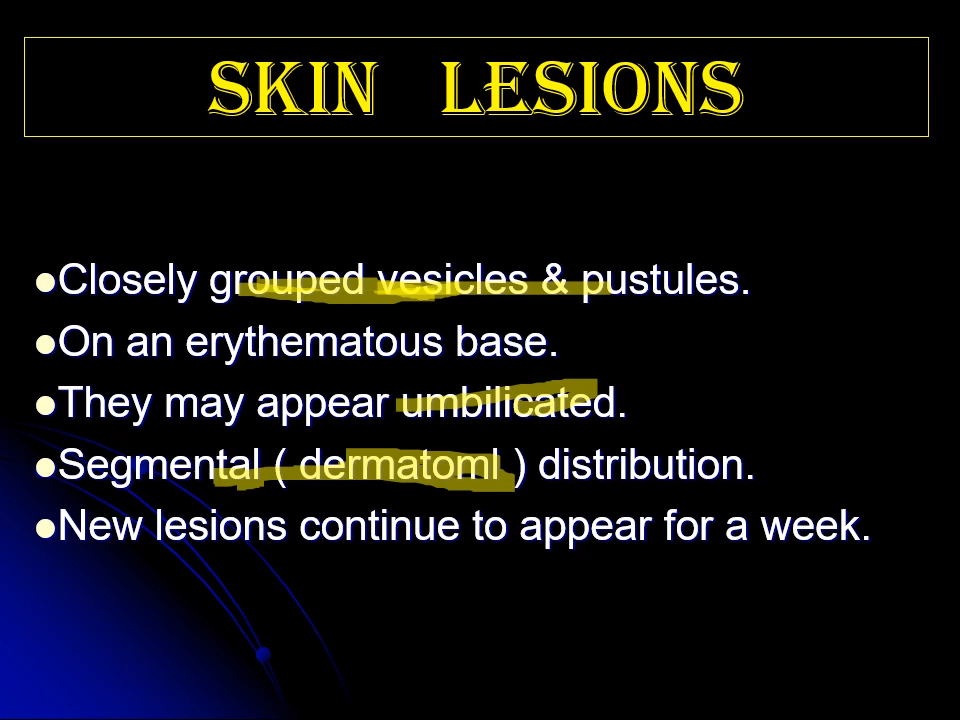 SKIN LESIONS
Closely grouped vesicles & pustules.
On an erythematous base.
They may appear umbilicated.
Segmental ( dermatoml ) distribution.
New lesions continue to appear for a week.